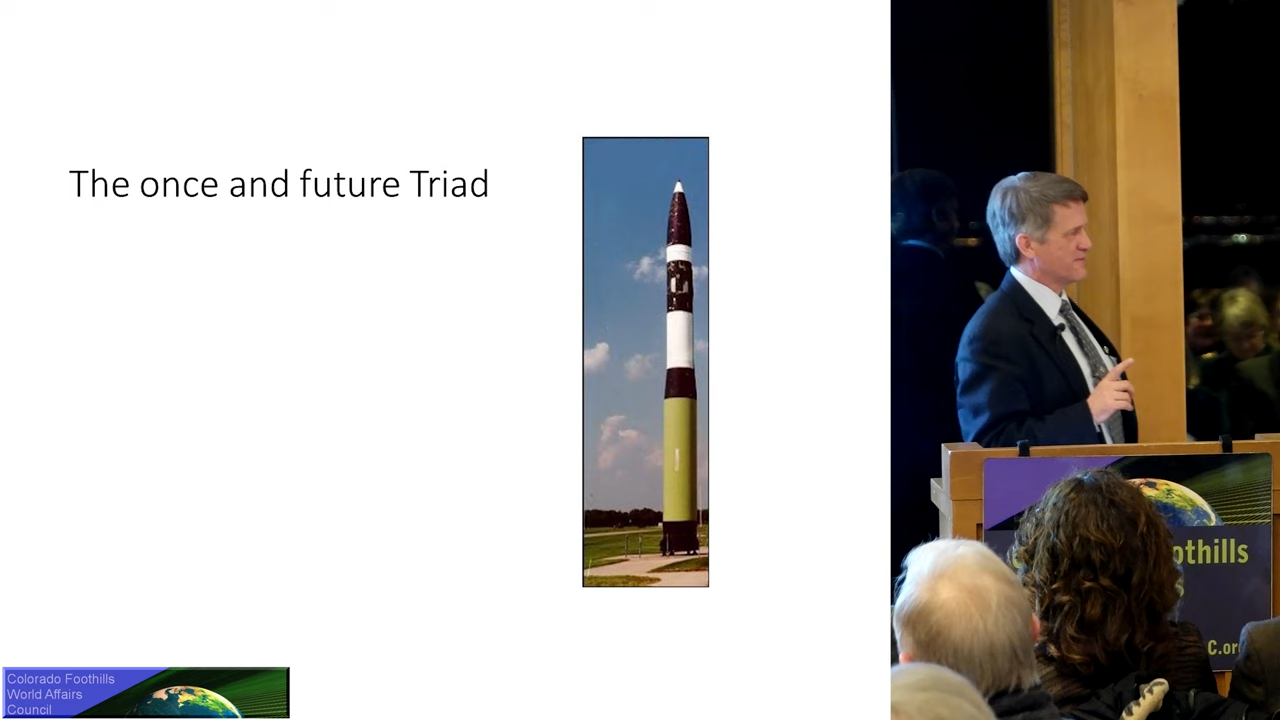 The once and future Triad
Colorado Foothills
World Affairs
Council
othills
C.or